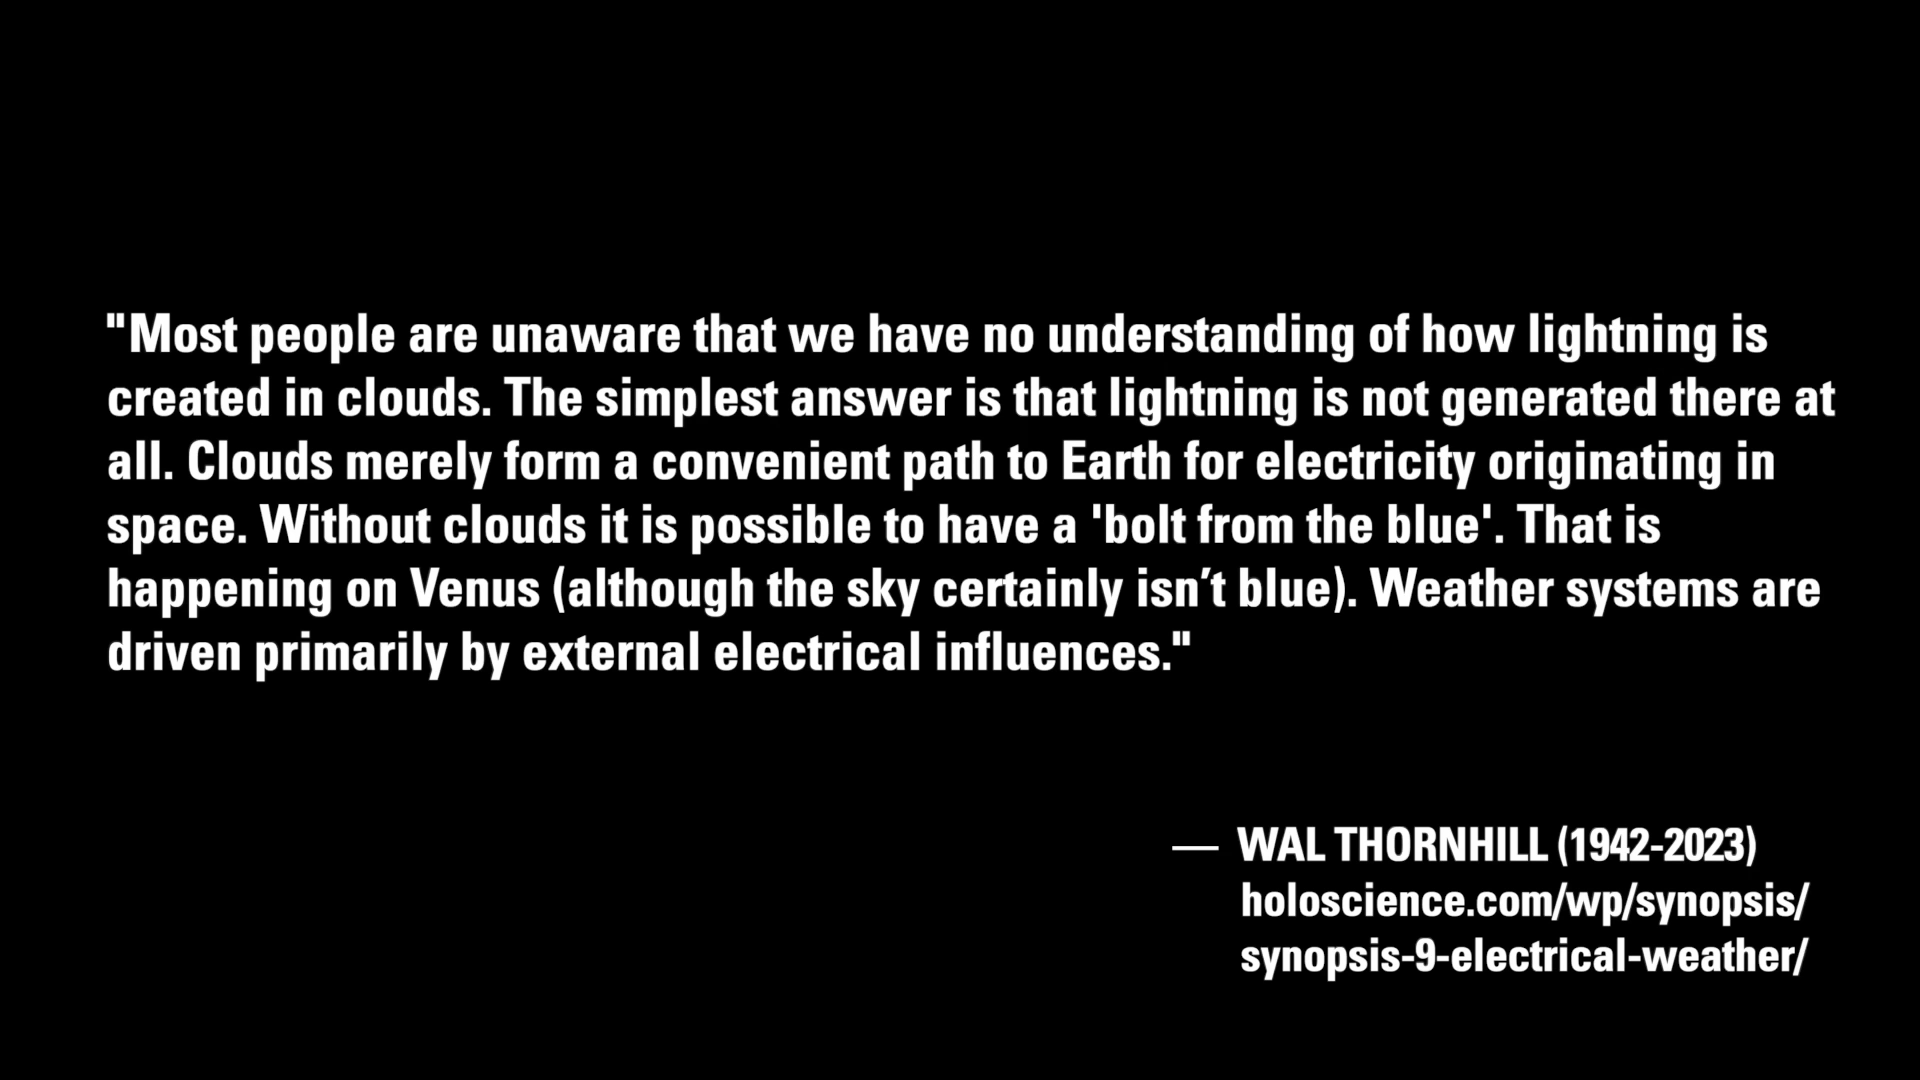 "Most people are unaware that we have no understanding of how lightning is
created in clouds. The simplest answer is that lightning is not generated there at
all. Clouds merely form a convenient path to Earth for electricity originating in
space. Without clouds it is possible to have a 'bolt from the blue'. That is
happening on Venus (although the sky certainly isn’t blue). Weather systems are
driven primarily by external electrical influences."
— WAL THORNHILL (1942-2023)
holoscience.com/wp/synopsis/
synopsis-9-electrical-weather/